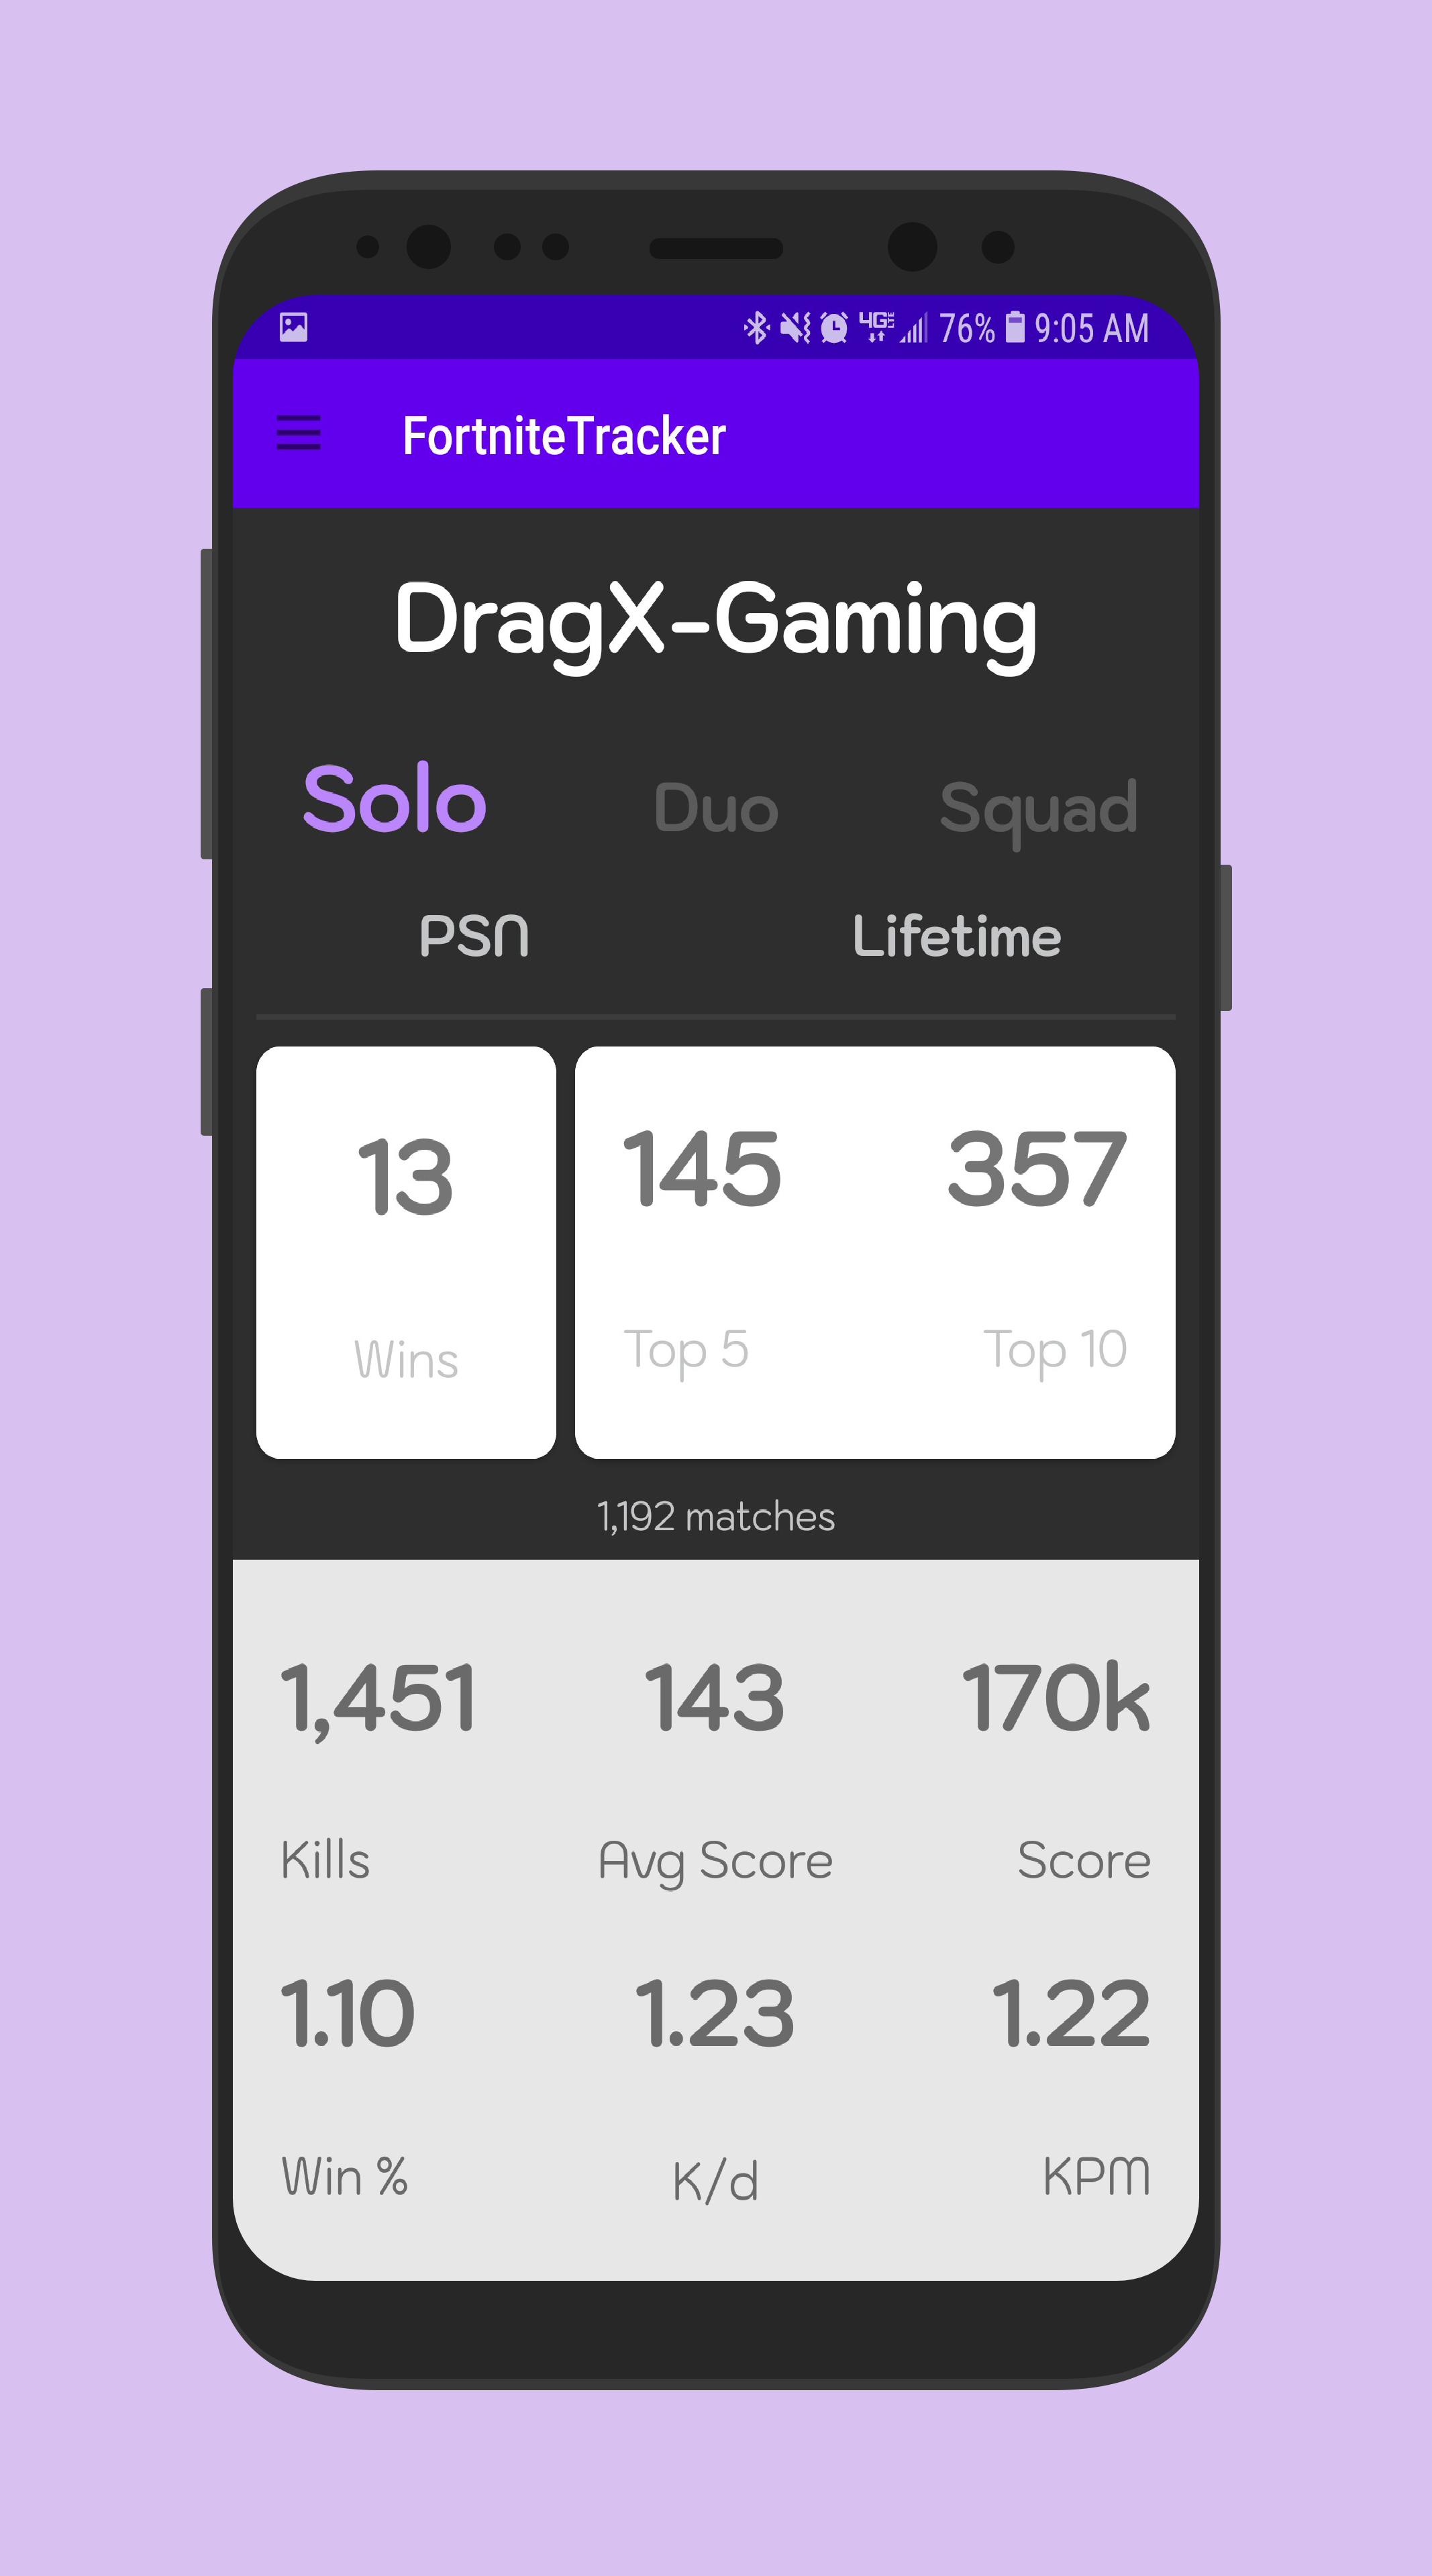 4G LTE 76% 9:05 AM
FortniteTracker
DragX-Gaming
Solo Duo Squad
PSN Lifetime
13 145 357
Wins Top 5 Top 10
1,192 matches
1,451 143 170k
Kills Avg Score Score
1.10 1.23 1.22
Win % K/d KPM